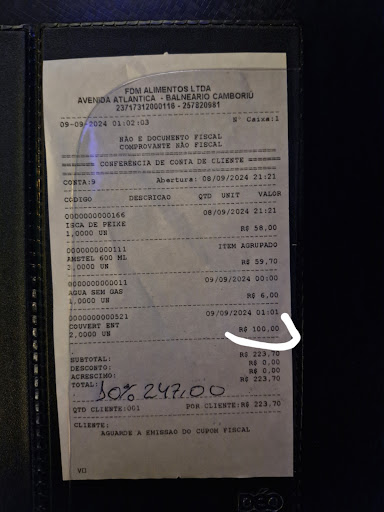 FDM ALIMENTOS LTDA
AVENIDA ATLANTICA - BALNEARIO CAMBORIÚ
23717312000116 - 257820981
09-09-2024 01:02:03 Nº Caixa:1
NÃO E DOCUMENTO FISCAL
COMPROVANTE NÃO FISCAL
====== CONFERENCIA DE CONTA DE CLIENTE ======
CONTA:9 Abertura: 08/09/2024 21:21
CODIGO DESCRICAO QTD UNIT VALOR
0000000000166 08/09/2024 21:21
ISCA DE PEIXE
1,0000 UN R$ 58,00
0000000000111 ITEM AGRUPADO
AMSTEL 600 ML
2,0000 UN R$ 59,70
0000000000011 09/09/2024 00:00
AGUA SEM GAS
1,0000 UN R$ 6,00
0000000000521 09/09/2024 01:01
COUVERT ENT
2,0000 UN R$ 100,00
SUBTOTAL: R$ 223,70
DESCONTO: R$ 0,00
ACRESCIMO: R$ 0,00
TOTAL: R$ 223,70
10% 247,00
QTD CLIENTE:001 POR CLIENTE:R$ 223,70
CLIENTE:
AGUARDE A EMISSAO DO CUPOM FISCAL